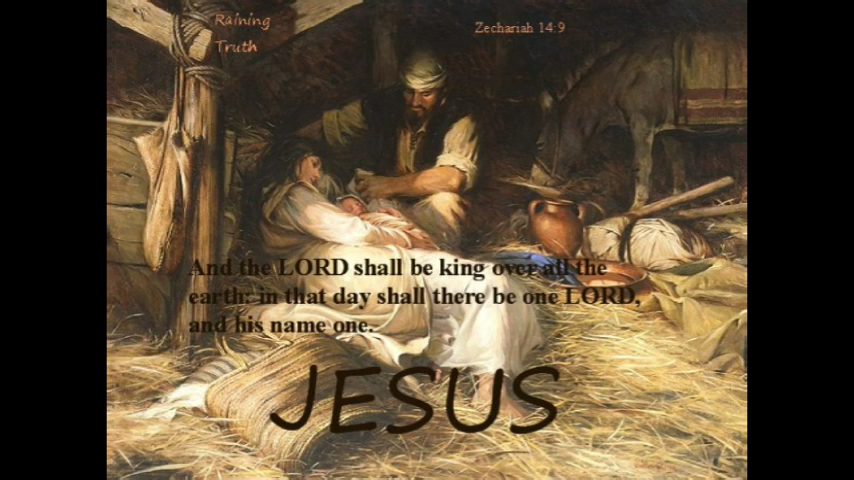 Raining
Truth
Zechariah 14:9
And the LORD shall be king over all the
earth: in that day shall there be one LORD,
and his name one.
JESUS